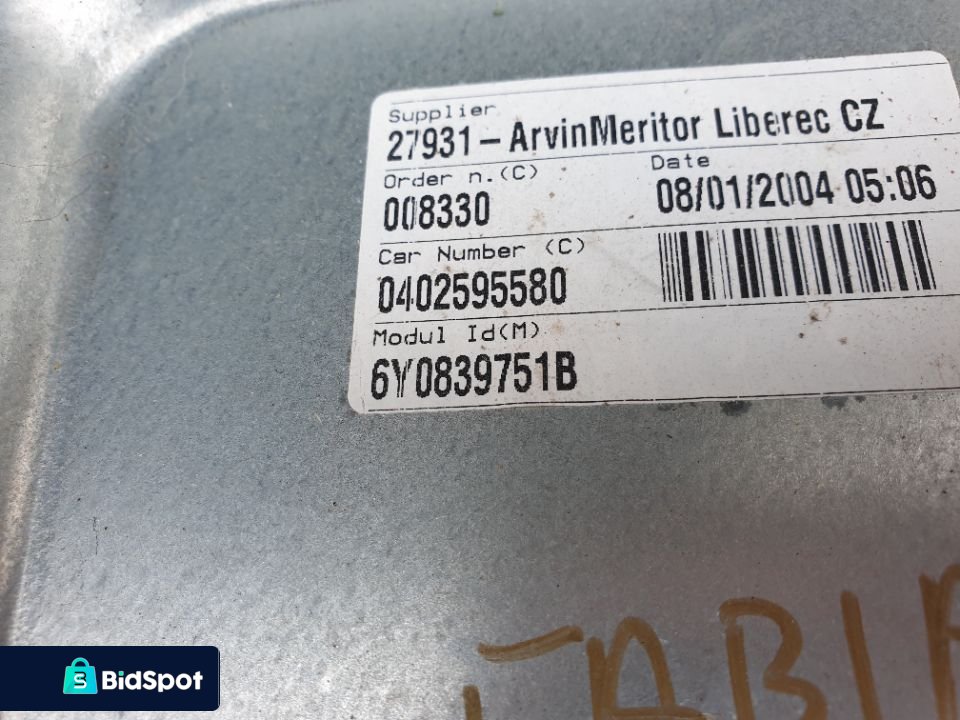 Supplier
27931-ArvinMeritor Liberec CZ
Order n.(C)
008330
Date
08/01/2004 05:06
Car Number (C)
0402595580
Modul Id(M)
6Y0839751B
FABIA
BidSpot